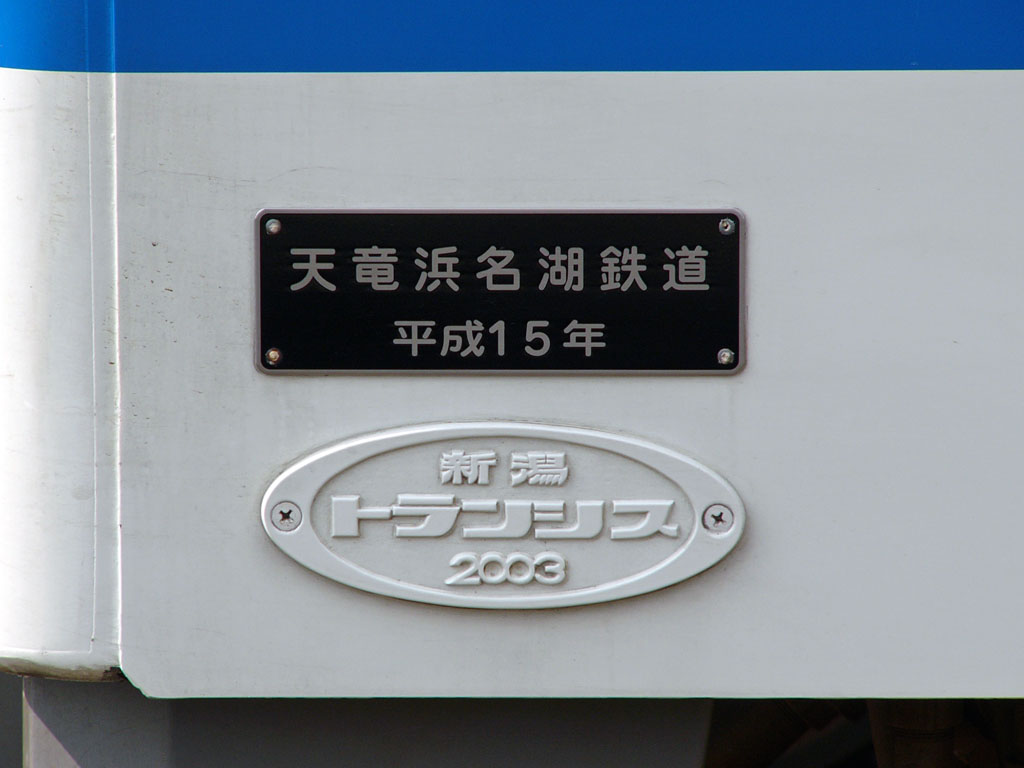 天竜浜名湖鉄道
平成15年
新潟
トランシス
2003